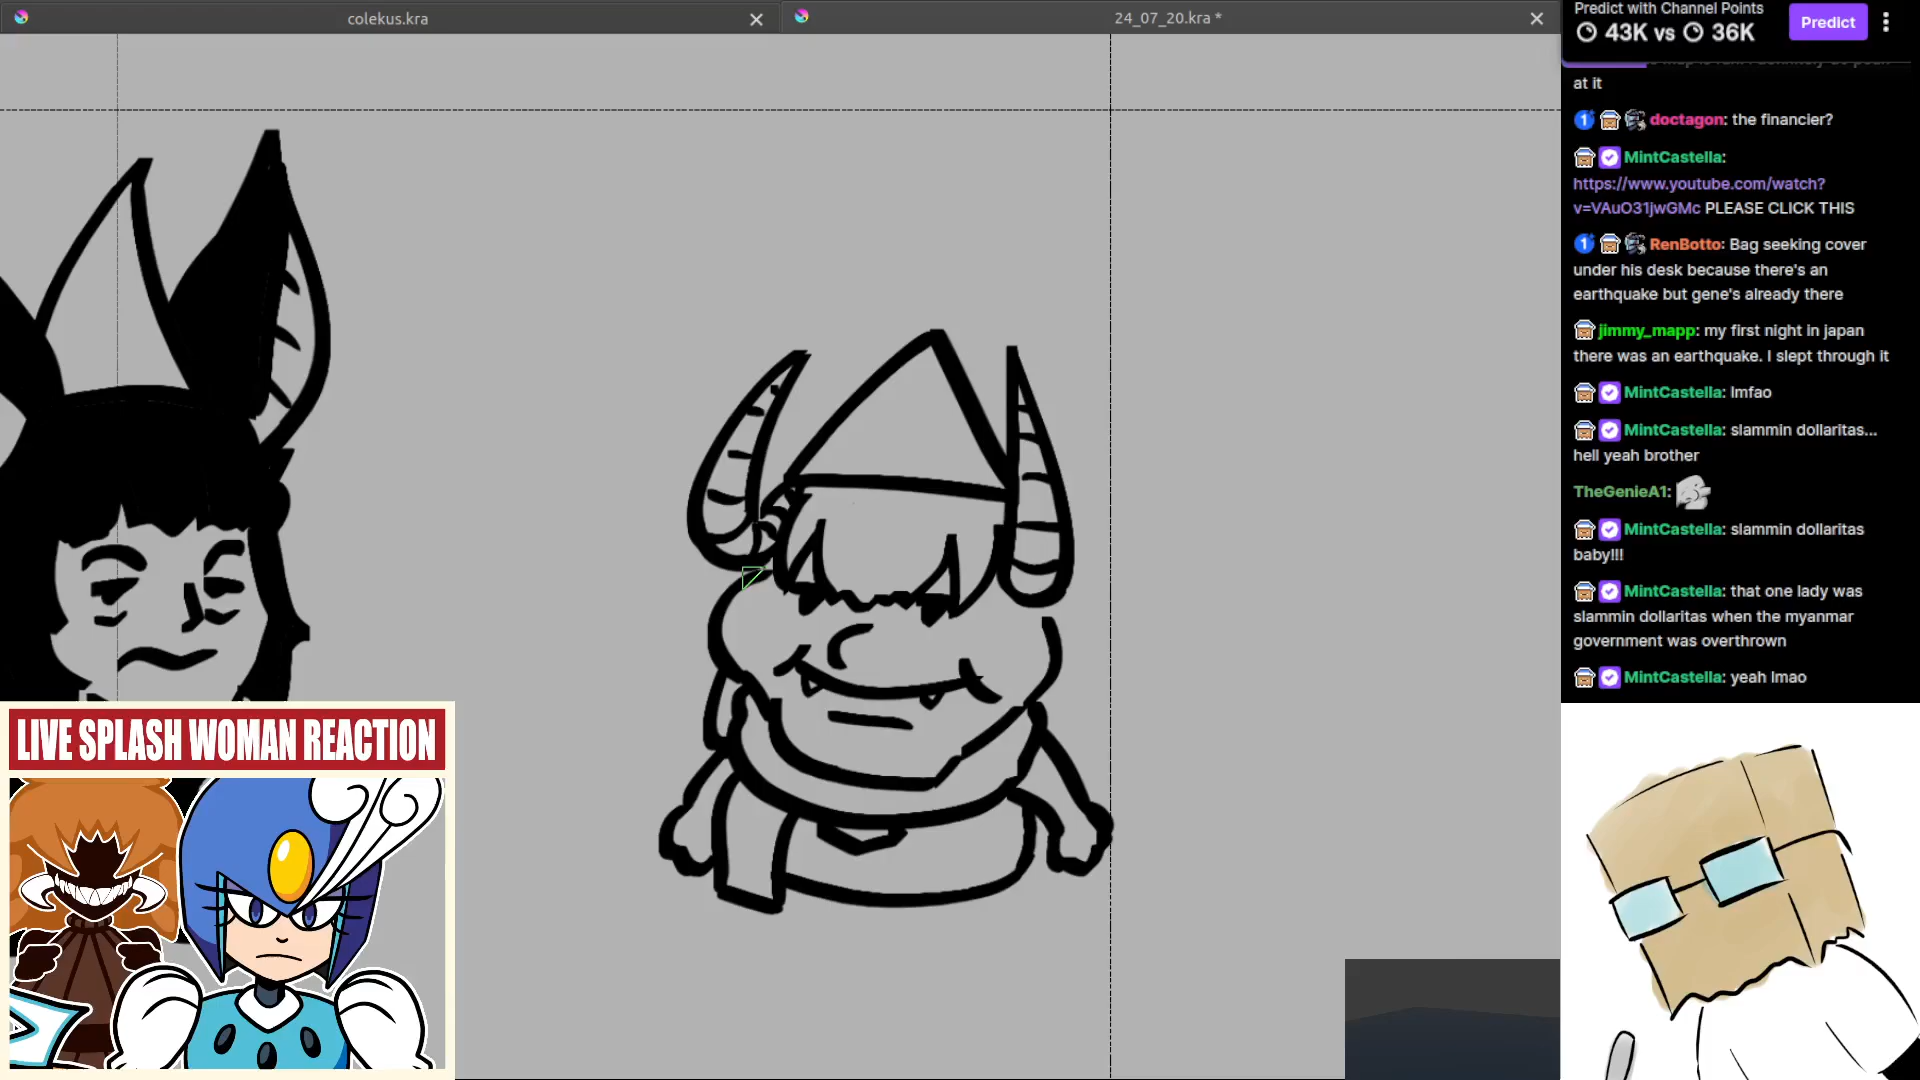 colekus.kra
24_07_20.kra *
Predict with Channel Points
43K vs 36K
Predict
at it
1 doctagon: the financier?
MintCastella:
https://www.youtube.com/watch?
v=VAuO31jwGMc PLEASE CLICK THIS
1 RenBotto: Bag seeking cover
under his desk because there's an
earthquake but gene's already there
jimmy_mapp: my first night in japan
there was an earthquake. I slept through it
MintCastella: lmfao
MintCastella: slammin dollaritas...
hell yeah brother
TheGenieA1:
MintCastella: slammin dollaritas
baby!!!
MintCastella: that one lady was
slammin dollaritas when the myanmar
government was overthrown
MintCastella: yeah lmao
LIVE SPLASH WOMAN REACTION